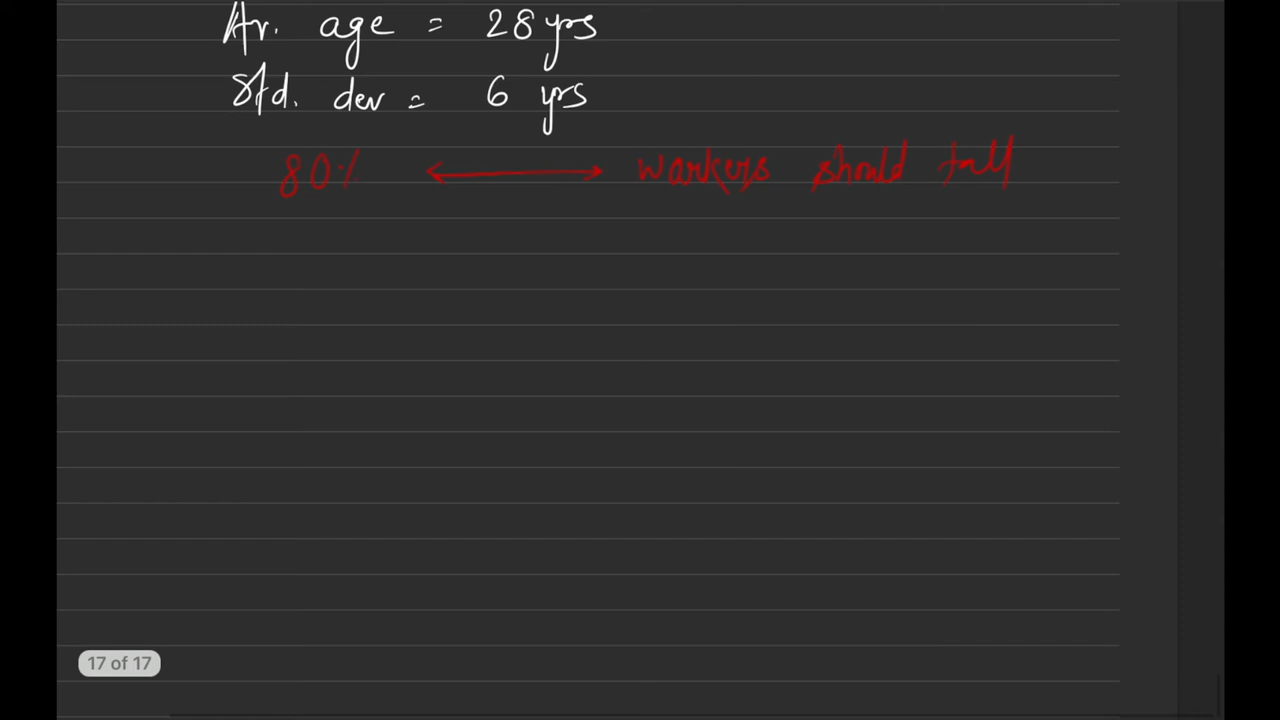 Av. age = 28 yrs
Std. dev = 6 yrs
80% ⟷ workers should fall
17 of 17